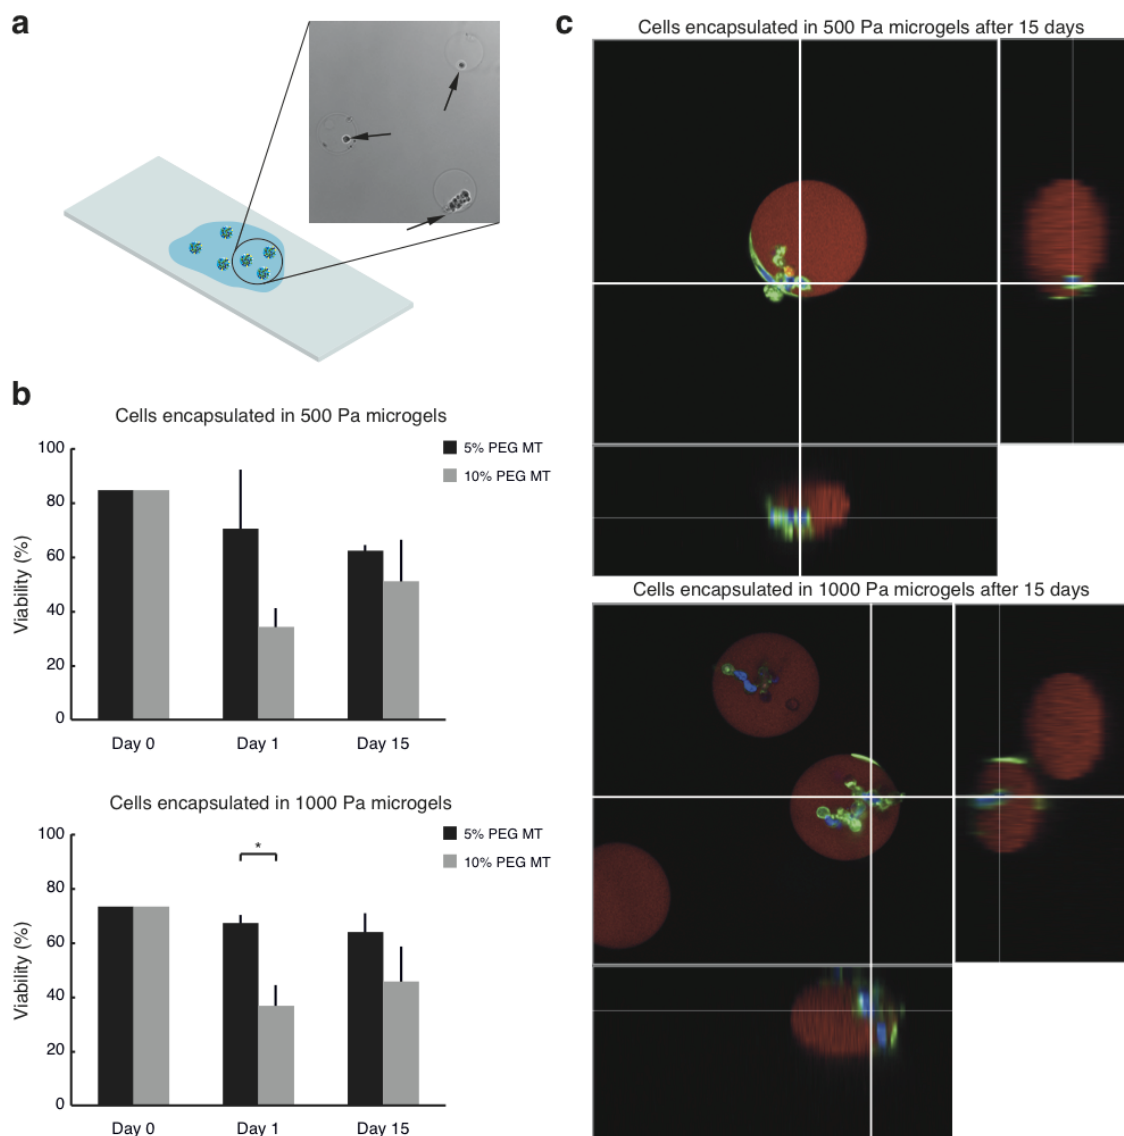 a
b
Cells encapsulated in 500 Pa microgels
5% PEG MT
10% PEG MT
Viability (%)
100
80
60
40
20
0
Day 0 Day 1 Day 15
Cells encapsulated in 1000 Pa microgels
5% PEG MT
10% PEG MT
*
Viability (%)
100
80
60
40
20
0
Day 0 Day 1 Day 15
c
Cells encapsulated in 500 Pa microgels after 15 days
Cells encapsulated in 1000 Pa microgels after 15 days